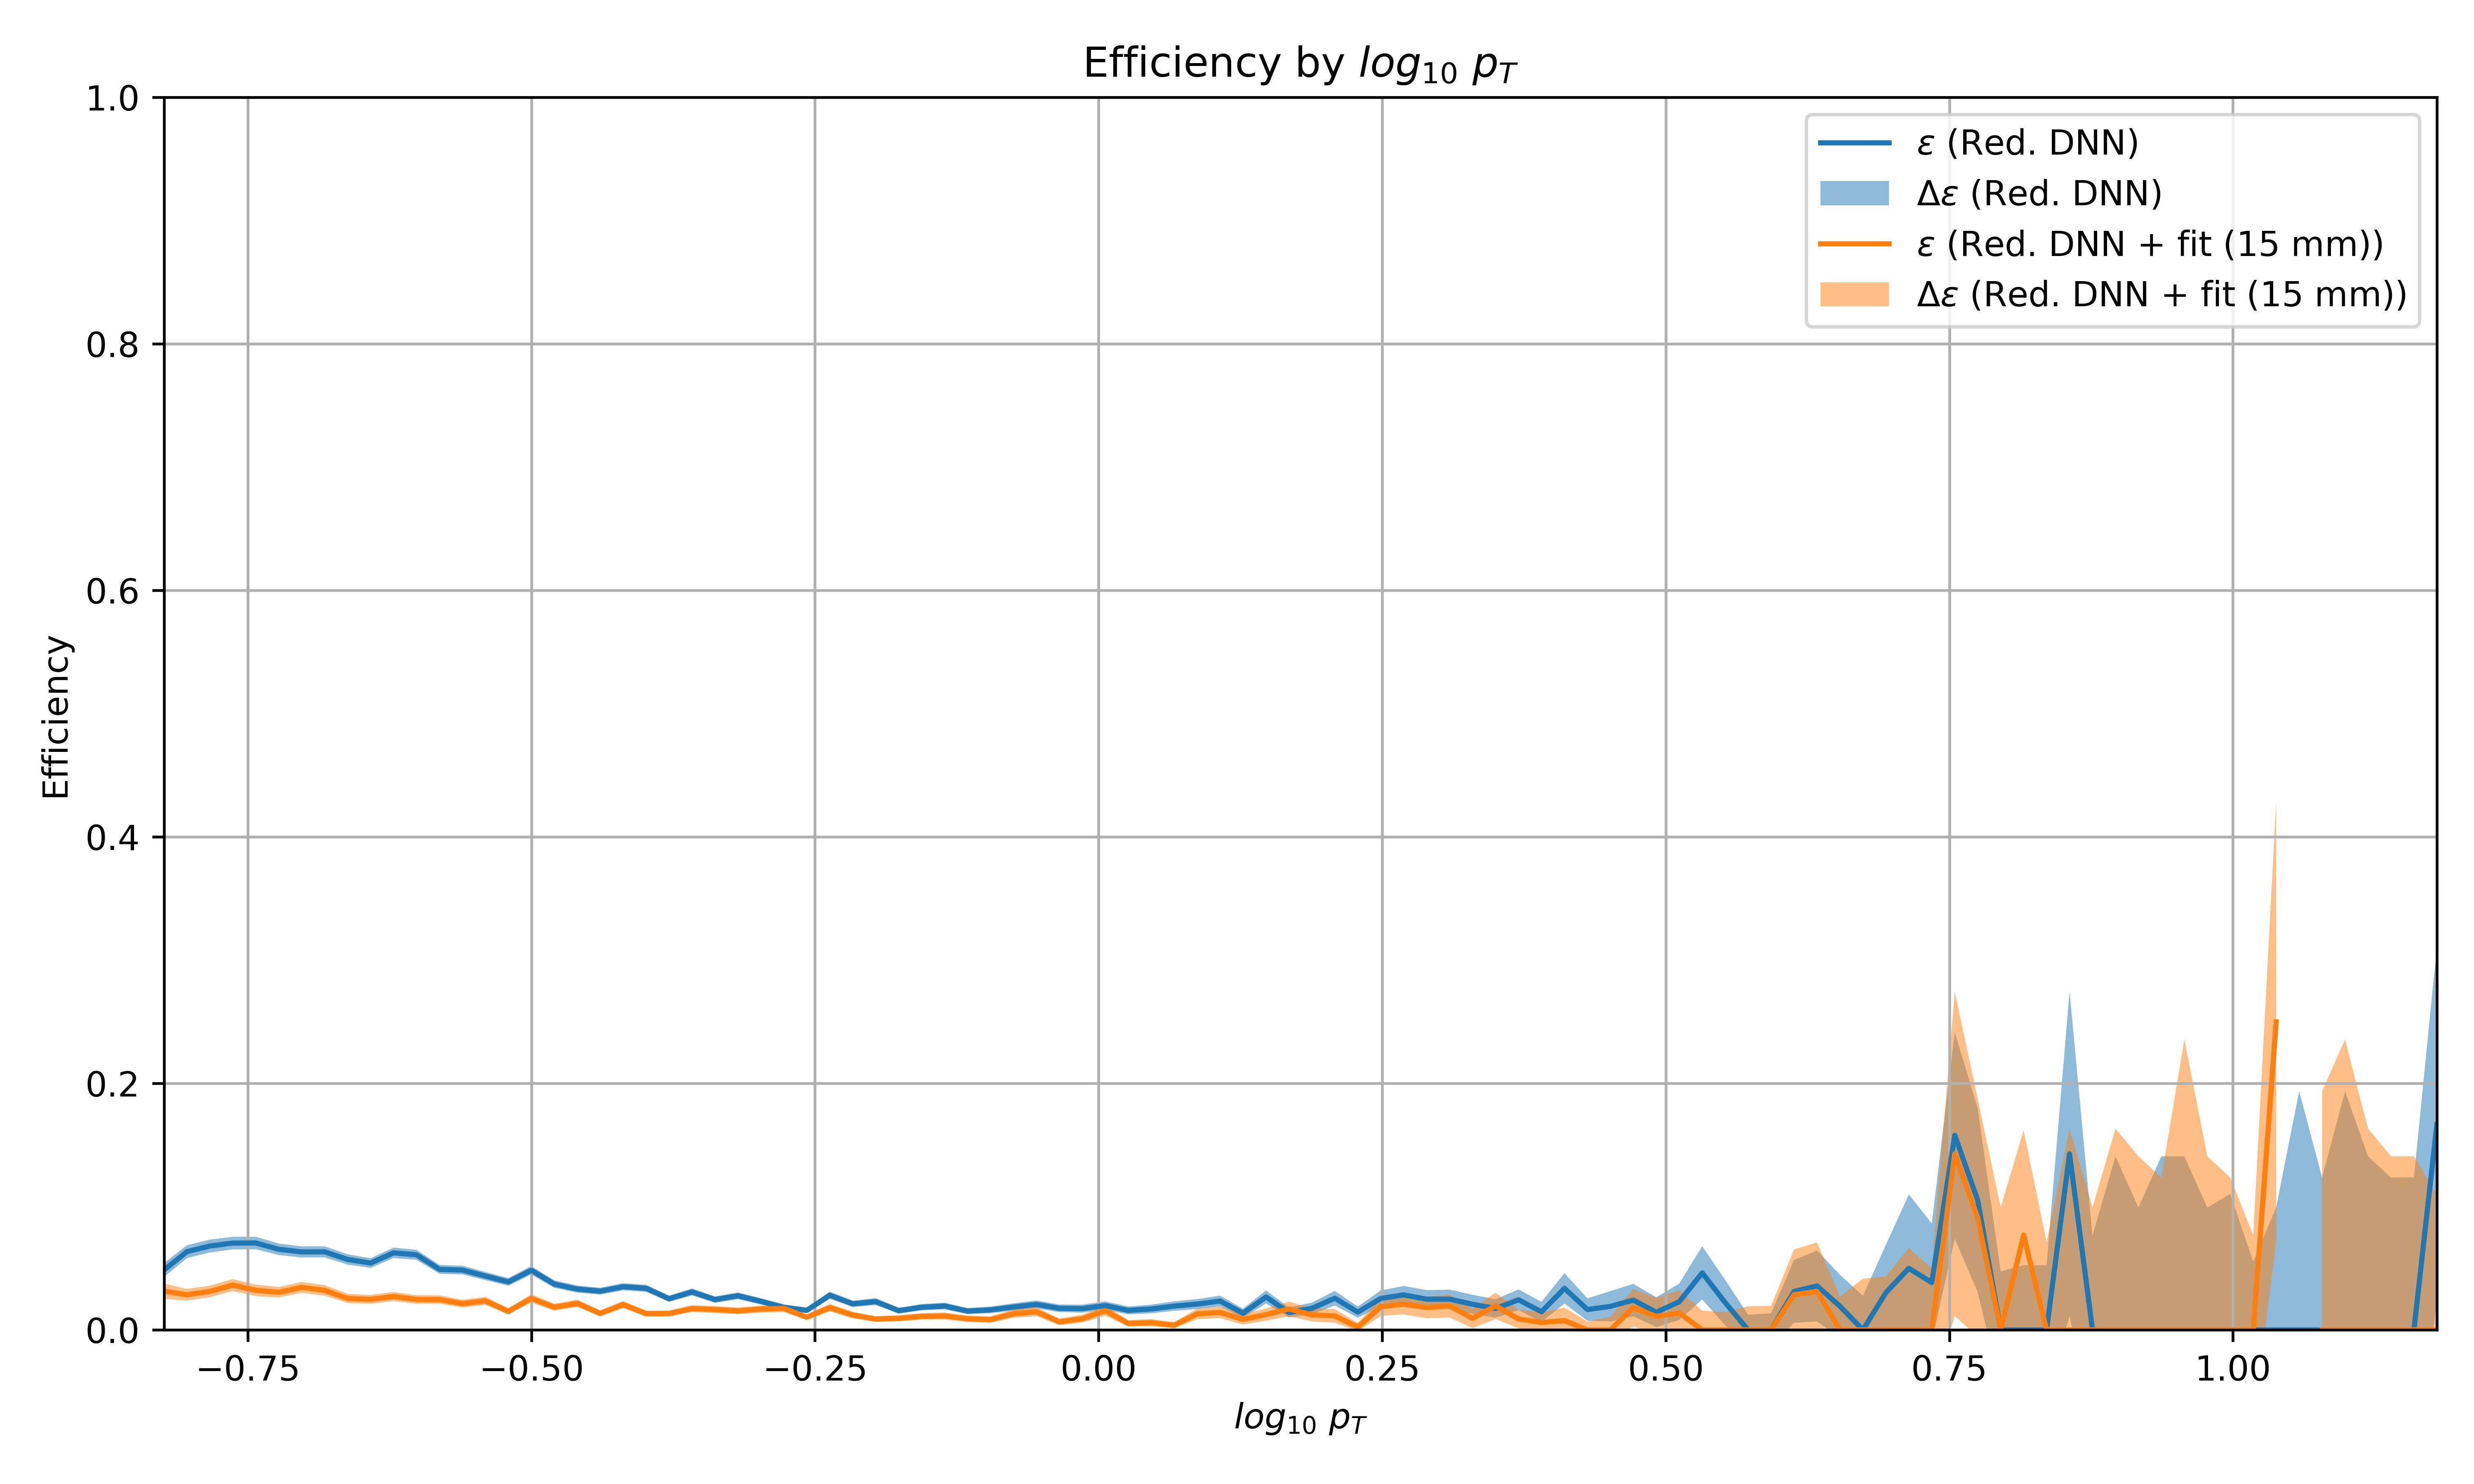 Efficiency by log₁₀ p_T
1.0
0.8
0.6
0.4
0.2
0.0
Efficiency
ε (Red. DNN)
Δε (Red. DNN)
ε (Red. DNN + fit (15 mm))
Δε (Red. DNN + fit (15 mm))
−0.75 −0.50 −0.25 0.00 0.25 0.50 0.75 1.00
log₁₀ p_T